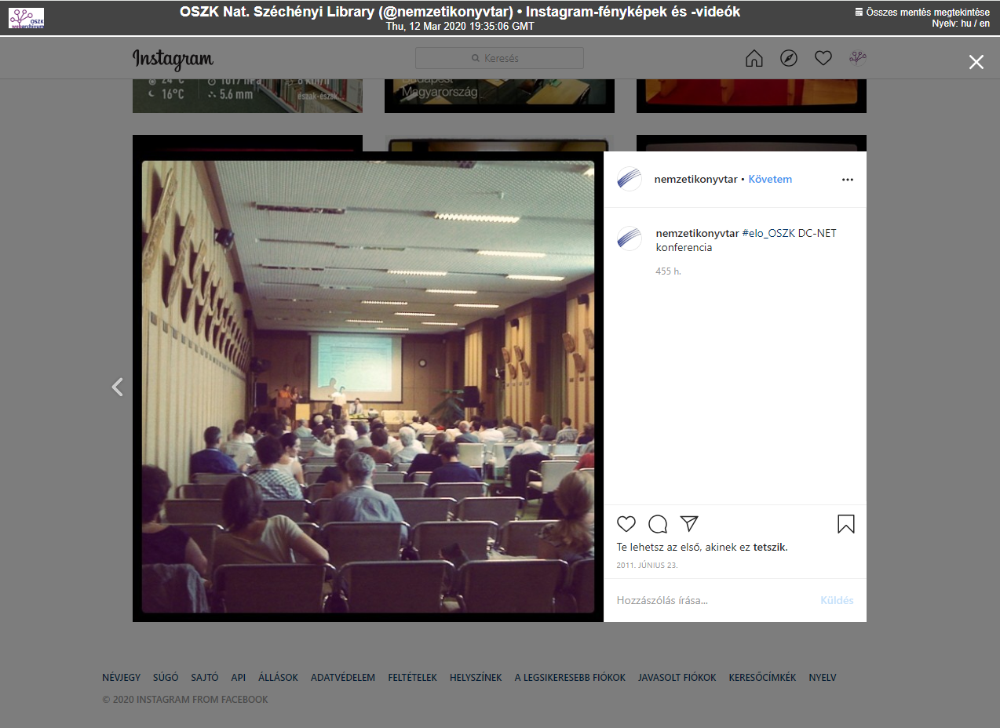 OSZK Nat. Széchényi Library (@nemzetikonyvtar) • Instagram-fényképek és -videók
Thu, 12 Mar 2020 19:35:06 GMT
OSZK
webarchívum
Összes mentés megtekintése
Nyelv: hu / en
Instagram
Keresés
24°C 1017 hPa 8 km/h
16°C 5.6 mm észak-észak...
Budapest
Magyarország
nemzetikonyvtar • Követem
nemzetikonyvtar #elo_OSZK DC-NET
konferencia
455 h.
Te lehetsz az első, akinek ez tetszik.
2011. JÚNIUS 23.
Hozzászólás írása... Küldés
NÉVJEGY SÚGÓ SAJTÓ API ÁLLÁSOK ADATVÉDELEM FELTÉTELEK HELYSZÍNEK A LEGSIKERESEBB FIÓKOK JAVASOLT FIÓKOK KERESŐCÍMKÉK NYELV
© 2020 INSTAGRAM FROM FACEBOOK